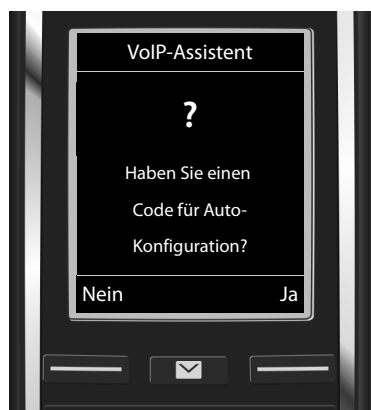 VoIP-Assistent
?
Haben Sie einen
Code für Auto-
Konfiguration?
Nein Ja